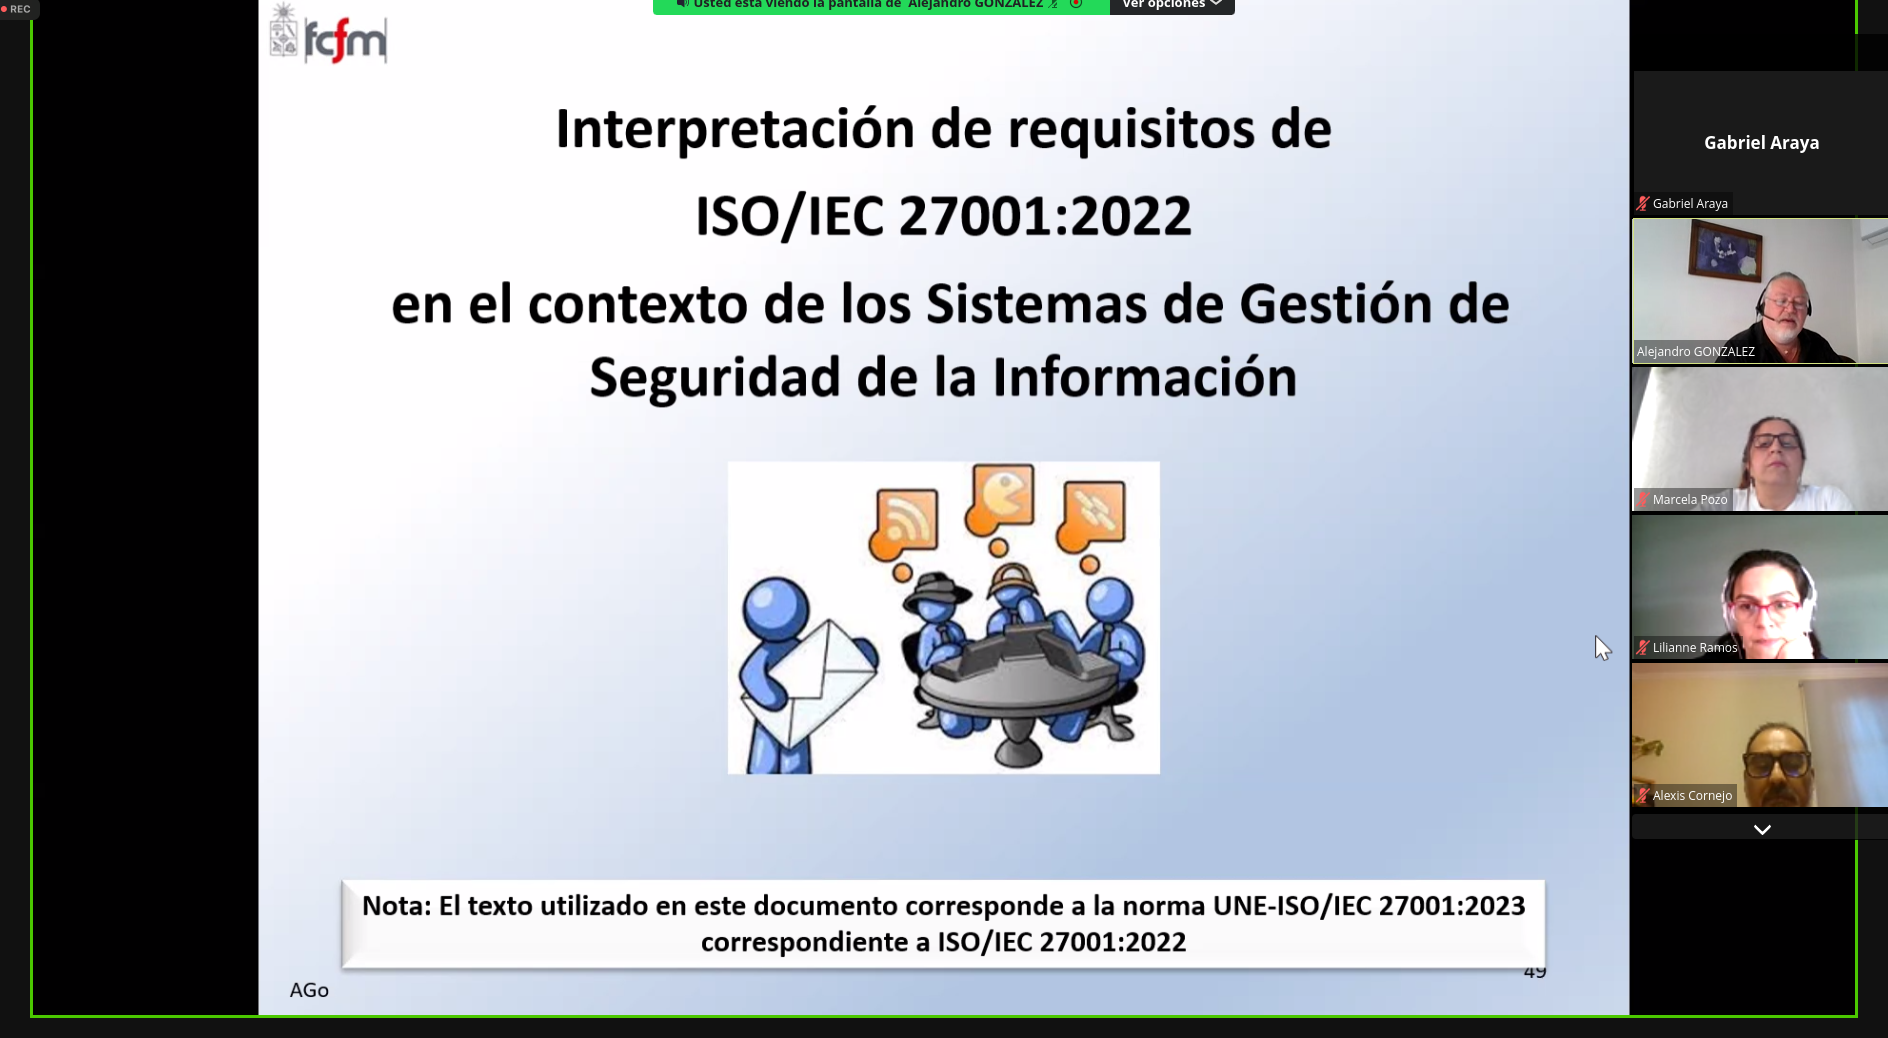 REC
Usted está viendo la pantalla de Alejandro GONZALEZ
Ver opciones
fcfm
Interpretación de requisitos de
ISO/IEC 27001:2022
en el contexto de los Sistemas de Gestión de
Seguridad de la Información
Nota: El texto utilizado en este documento corresponde a la norma UNE-ISO/IEC 27001:2023
correspondiente a ISO/IEC 27001:2022
49
AGo
Gabriel Araya
Gabriel Araya
Alejandro GONZALEZ
Marcela Pozo
Lilianne Ramos
Alexis Cornejo